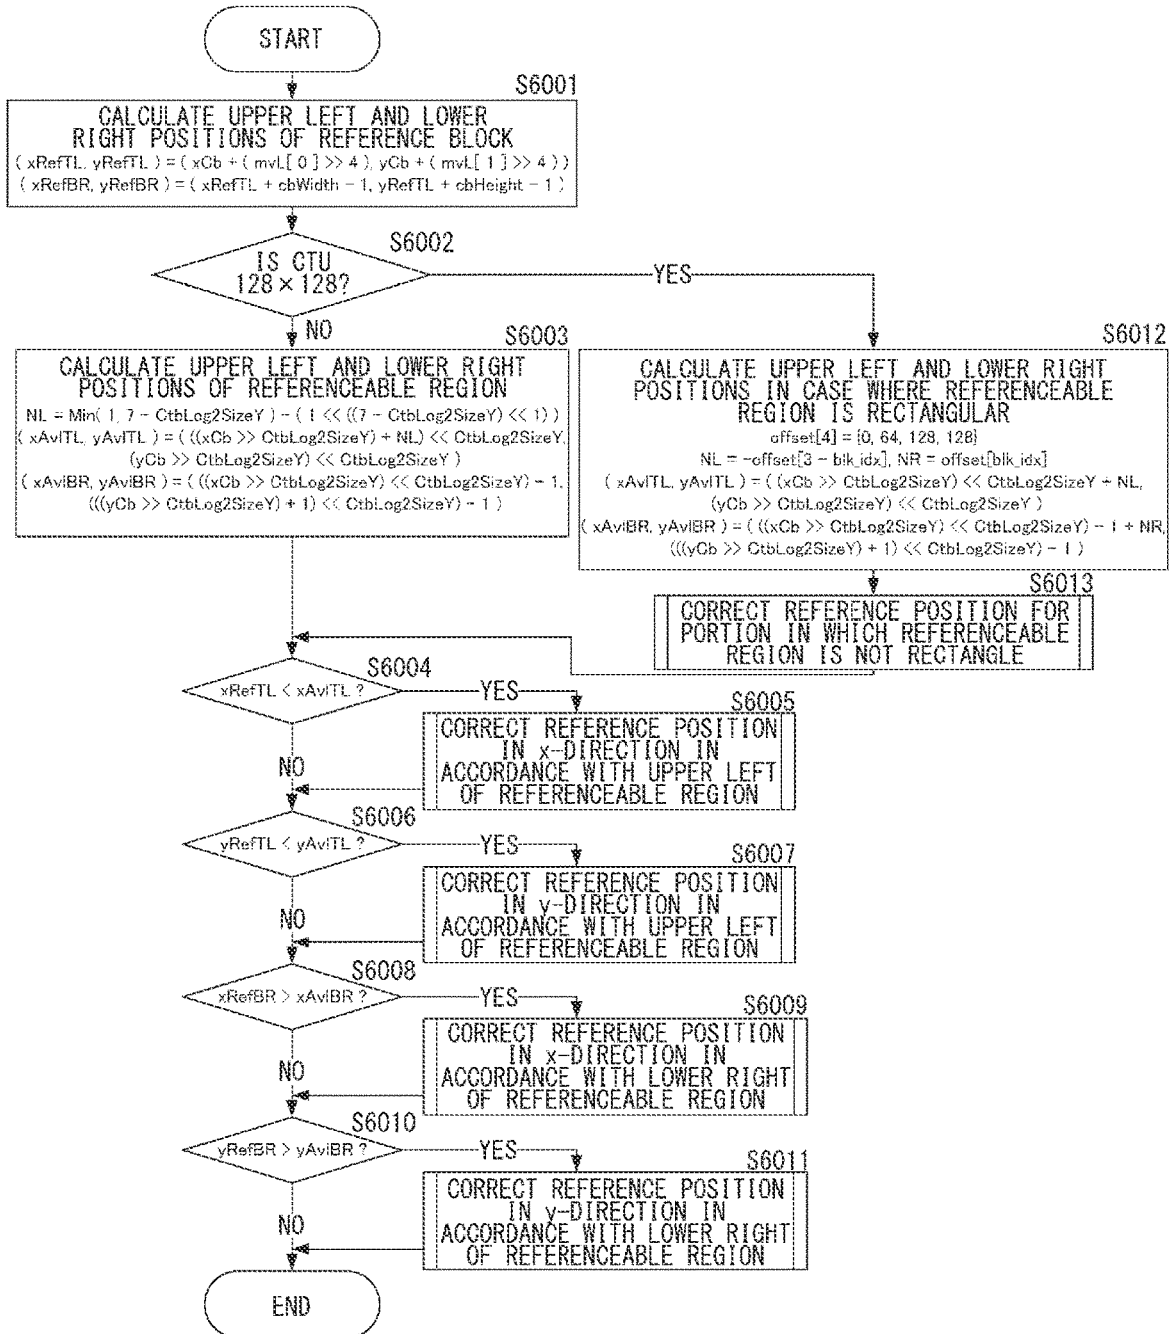 START
S6001
CALCULATE UPPER LEFT AND LOWER
RIGHT POSITIONS OF REFERENCE BLOCK
( xRefTL, yRefTL ) = ( xCb + ( mvL[ 0 ] >> 4 ), yCb + ( mvL[ 1 ] >> 4 ) )
( xRefBR, yRefBR ) = ( xRefTL + cbWidth - 1, yRefTL + cbHeight - 1 )
S6002
IS CTU
128 × 128?
YES
NO
S6003
CALCULATE UPPER LEFT AND LOWER RIGHT
POSITIONS OF REFERENCEABLE REGION
NL = Min( 1, 7 - CtbLog2SizeY ) - ( 1 << ((7 - CtbLog2SizeY) << 1))
( xAvlTL, yAvlTL ) = ( ((xCb >> CtbLog2SizeY) + NL) << CtbLog2SizeY,
(yCb >> CtbLog2SizeY) << CtbLog2SizeY )
( xAvlBR, yAvlBR ) = ( ((xCb >> CtbLog2SizeY) << CtbLog2SizeY) - 1,
(((yCb >> CtbLog2SizeY) + 1) << CtbLog2SizeY) - 1 )
S6012
CALCULATE UPPER LEFT AND LOWER RIGHT
POSITIONS IN CASE WHERE REFERENCEABLE
REGION IS RECTANGULAR
offset[4] = {0, 64, 128, 128}
NL = -offset[3 - blk_idx], NR = offset[blk_idx]
( xAvlTL, yAvlTL ) = ( (xCb >> CtbLog2SizeY) << CtbLog2SizeY + NL,
(yCb >> CtbLog2SizeY) << CtbLog2SizeY )
( xAvlBR, yAvlBR ) = ( ((xCb >> CtbLog2SizeY) << CtbLog2SizeY) - 1 + NR,
(((yCb >> CtbLog2SizeY) + 1) << CtbLog2SizeY) - 1 )
S6013
CORRECT REFERENCE POSITION FOR
PORTION IN WHICH REFERENCEABLE
REGION IS NOT RECTANGLE
S6004
xRefTL < xAvlTL ?
YES
NO
S6005
CORRECT REFERENCE POSITION
IN x-DIRECTION IN
ACCORDANCE WITH UPPER LEFT
OF REFERENCEABLE REGION
S6006
yRefTL < yAvlTL ?
YES
NO
S6007
CORRECT REFERENCE POSITION
IN y-DIRECTION IN
ACCORDANCE WITH UPPER LEFT
OF REFERENCEABLE REGION
S6008
xRefBR > xAvlBR ?
YES
NO
S6009
CORRECT REFERENCE POSITION
IN x-DIRECTION IN
ACCORDANCE WITH LOWER RIGHT
OF REFERENCEABLE REGION
S6010
yRefBR > yAvlBR ?
YES
NO
S6011
CORRECT REFERENCE POSITION
IN y-DIRECTION IN
ACCORDANCE WITH LOWER RIGHT
OF REFERENCEABLE REGION
END